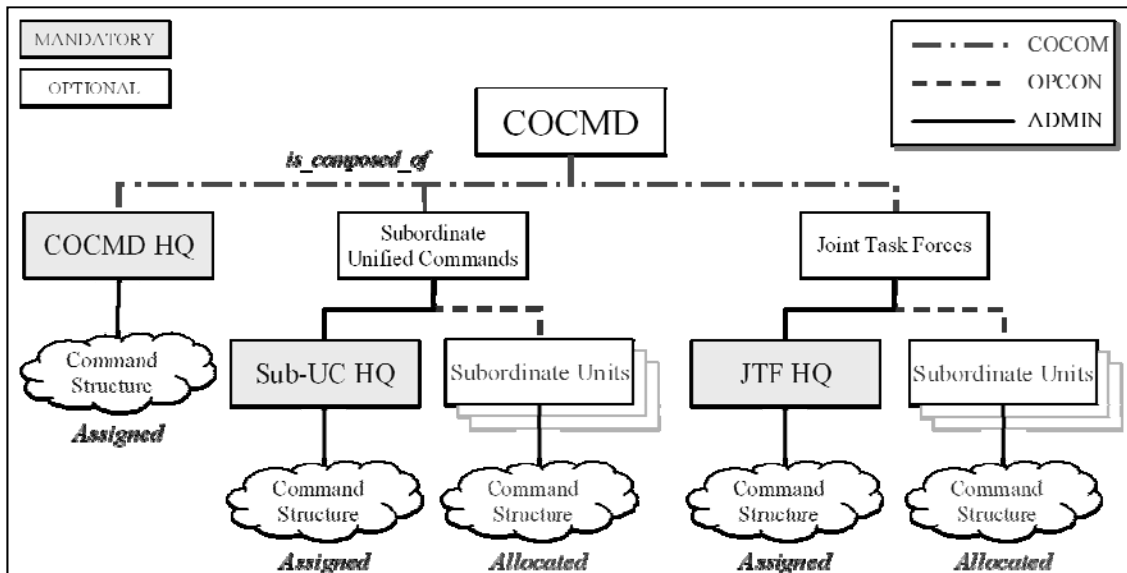 MANDATORY
OPTIONAL
COCOM
OPCON
ADMIN
COCMD
is_composed_of
COCMD HQ
Subordinate
Unified Commands
Joint Task Forces
Command
Structure
Assigned
Sub-UC HQ
Subordinate Units
JTF HQ
Subordinate Units
Command
Structure
Assigned
Command
Structure
Allocated
Command
Structure
Assigned
Command
Structure
Allocated